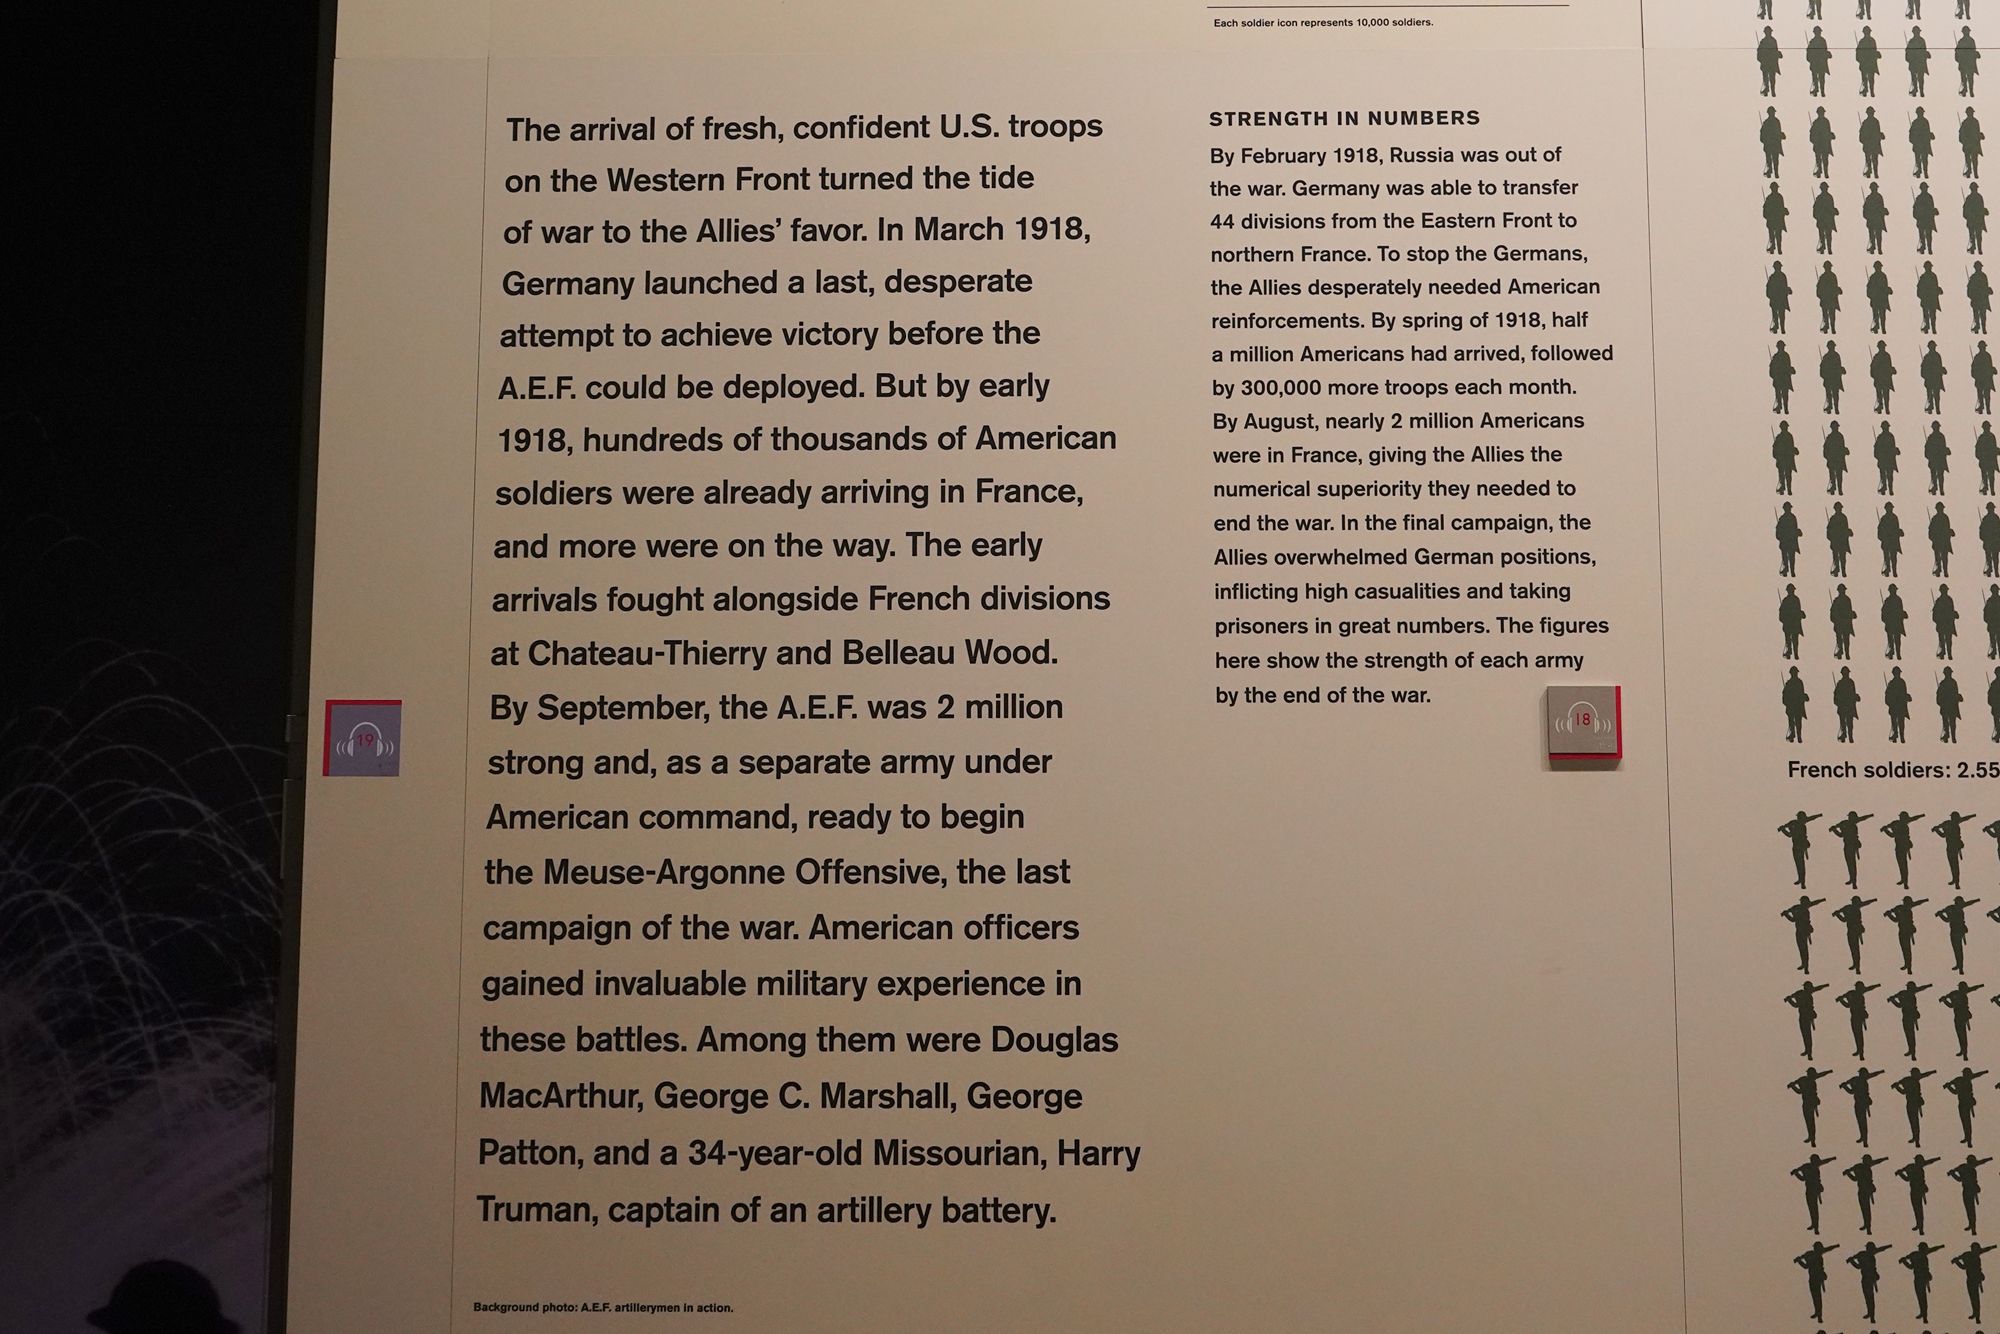 Each soldier icon represents 10,000 soldiers.
The arrival of fresh, confident U.S. troops
on the Western Front turned the tide
of war to the Allies' favor. In March 1918,
Germany launched a last, desperate
attempt to achieve victory before the
A.E.F. could be deployed. But by early
1918, hundreds of thousands of American
soldiers were already arriving in France,
and more were on the way. The early
arrivals fought alongside French divisions
at Chateau-Thierry and Belleau Wood.
By September, the A.E.F. was 2 million
strong and, as a separate army under
American command, ready to begin
the Meuse-Argonne Offensive, the last
campaign of the war. American officers
gained invaluable military experience in
these battles. Among them were Douglas
MacArthur, George C. Marshall, George
Patton, and a 34-year-old Missourian, Harry
Truman, captain of an artillery battery.
Background photo: A.E.F. artillerymen in action.
19
STRENGTH IN NUMBERS
By February 1918, Russia was out of
the war. Germany was able to transfer
44 divisions from the Eastern Front to
northern France. To stop the Germans,
the Allies desperately needed American
reinforcements. By spring of 1918, half
a million Americans had arrived, followed
by 300,000 more troops each month.
By August, nearly 2 million Americans
were in France, giving the Allies the
numerical superiority they needed to
end the war. In the final campaign, the
Allies overwhelmed German positions,
inflicting high casualities and taking
prisoners in great numbers. The figures
here show the strength of each army
by the end of the war.
18
French soldiers: 2.55